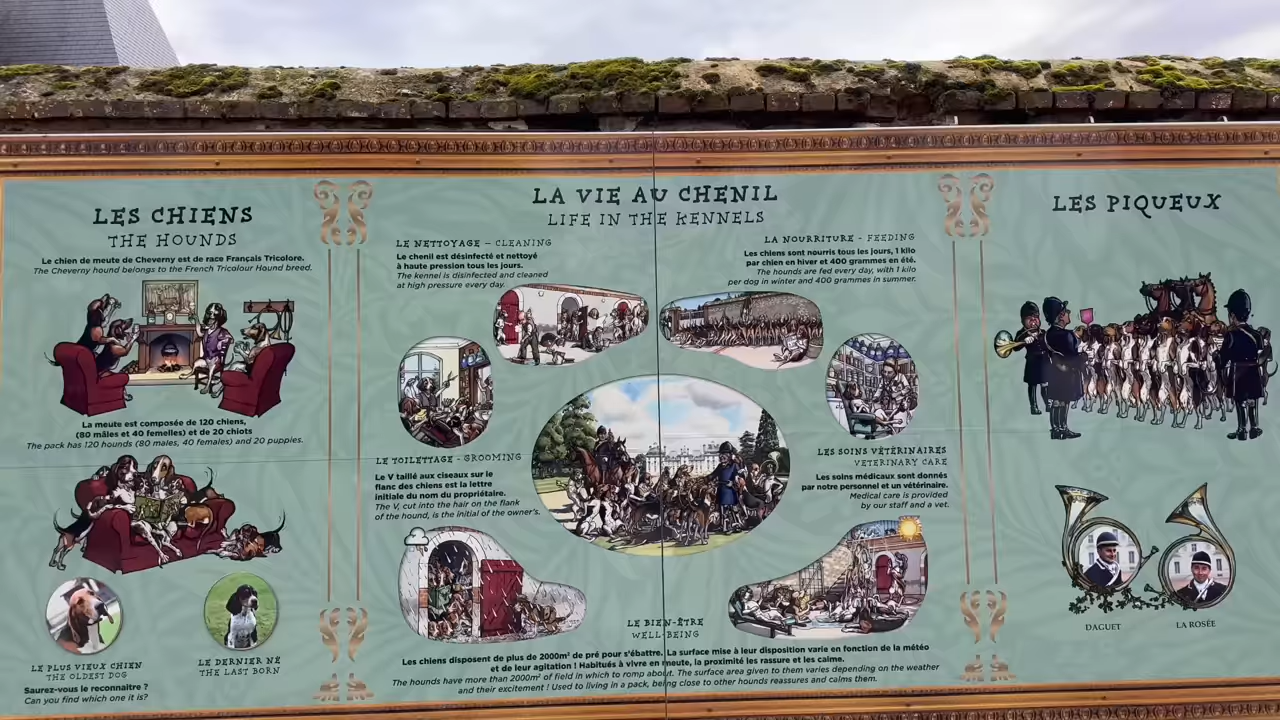 LES CHIENS
THE HOUNDS
Le chien de meute de Cheverny est de race Français Tricolore.
The Cheverny hound belongs to the French Tricolour Hound breed.
La meute est composée de 120 chiens,
(80 mâles et 40 femelles) et de 20 chiots
The pack has 120 hounds (80 males, 40 females) and 20 puppies.
LE PLUS VIEUX CHIEN
THE OLDEST DOG
Saurez-vous le reconnaître ?
Can you find which one it is?
LE DERNIER NÉ
THE LAST BORN
LA VIE AU CHENIL
LIFE IN THE KENNELS
LE NETTOYAGE – CLEANING
Le chenil est désinfecté et nettoyé
à haute pression tous les jours.
The kennel is disinfected and cleaned
at high pressure every day.
LA NOURRITURE - FEEDING
Les chiens sont nourris tous les jours, 1 kilo
par chien en hiver et 400 grammes en été.
The hounds are fed every day, with 1 kilo
per dog in winter and 400 grammes in summer.
LE TOILETTAGE - GROOMING
Le V taillé aux ciseaux sur le
flanc des chiens est la lettre
initiale du nom du propriétaire.
The V, cut into the hair on the flank
of the hound, is the initial of the owner's.
LES SOINS VÉTÉRINAIRES
VETERINARY CARE
Les soins médicaux sont donnés
par notre personnel et un vétérinaire.
Medical care is provided
by our staff and a vet.
LE BIEN-ÊTRE
WELL-BEING
Les chiens disposent de plus de 2000m² de pré pour s'ébattre. La surface mise à leur disposition varie en fonction de la météo
et de leur agitation ! Habitués à vivre en meute, la proximité les rassure et les calme.
The hounds have more than 2000m² of field in which to romp about. The surface area given to them varies depending on the weather
and their excitement ! Used to living in a pack, being close to other hounds reassures and calms them.
LES PIQUEUX
DAGUET
LA ROSÉE